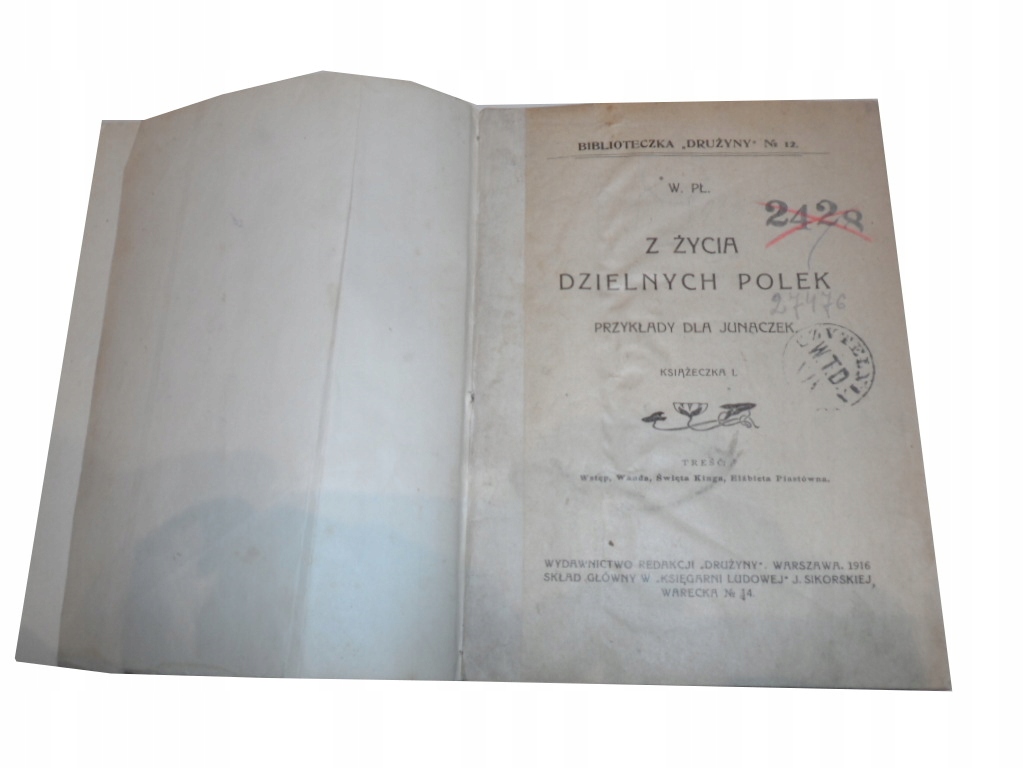 BIBLIOTECZKA „DRUŻYNY" № 12.
W. PŁ.
2428
Z ŻYCIA
DZIELNYCH POLEK
27476
PRZYKŁADY DLA JUNACZEK.
W.T.D.
KSIĄŻECZKA I.
TREŚĆ:
Wstęp, Wanda, Święta Kinga, Elżbieta Piastówna.
WYDAWNICTWO REDAKCJI „DRUŻYNY". WARSZAWA. 1916
SKŁAD GŁÓWNY W „KSIĘGARNI LUDOWEJ" J. SIKORSKIEJ,
WARECKA № 14.